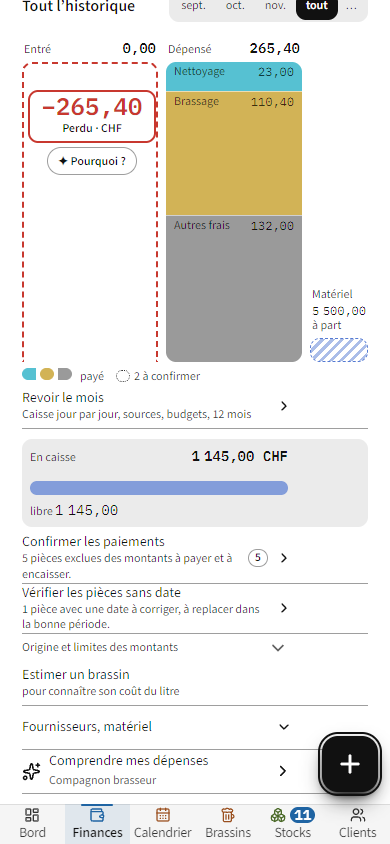 Tout l'historique
sept. oct. nov. tout ...
Entré 0,00 Dépensé 265,40
Nettoyage 23,00
−265,40
Perdu · CHF
Brassage 110,40
✦ Pourquoi ?
Autres frais 132,00
Matériel
5 500,00
à part
payé 2 à confirmer
Revoir le mois
Caisse jour par jour, sources, budgets, 12 mois
En caisse 1 145,00 CHF
libre 1 145,00
Confirmer les paiements
5 pièces exclues des montants à payer et à
encaisser.
5
Vérifier les pièces sans date
1 pièce avec une date à corriger, à replacer dans
la bonne période.
Origine et limites des montants
Estimer un brassin
pour connaître son coût du litre
Fournisseurs, matériel
Comprendre mes dépenses
Compagnon brasseur
+
11
Bord Finances Calendrier Brassins Stocks Clients